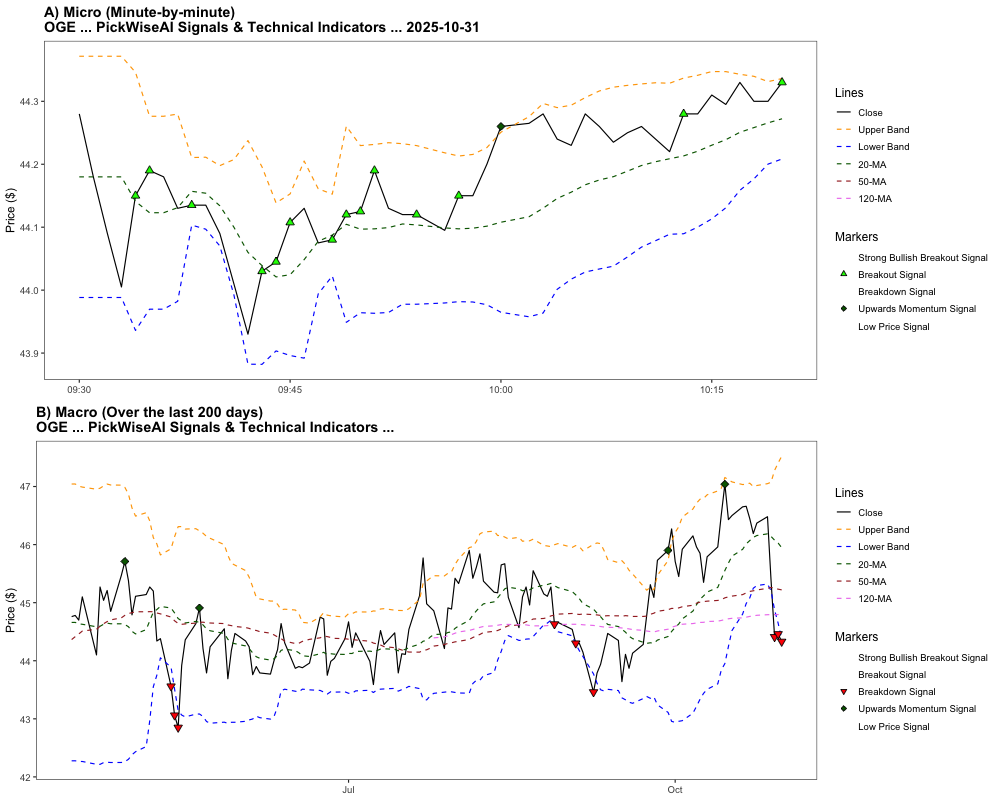 A) Micro (Minute-by-minute)
OGE ... PickWiseAI Signals & Technical Indicators ... 2025-10-31
Price ($)
44.3
44.2
44.1
44.0
43.9
09:30
09:45
10:00
10:15
Lines
Close
Upper Band
Lower Band
20-MA
50-MA
120-MA
Markers
Strong Bullish Breakout Signal
Breakout Signal
Breakdown Signal
Upwards Momentum Signal
Low Price Signal
B) Macro (Over the last 200 days)
OGE ... PickWiseAI Signals & Technical Indicators ...
Price ($)
47
46
45
44
43
42
Jul
Oct
Lines
Close
Upper Band
Lower Band
20-MA
50-MA
120-MA
Markers
Strong Bullish Breakout Signal
Breakout Signal
Breakdown Signal
Upwards Momentum Signal
Low Price Signal